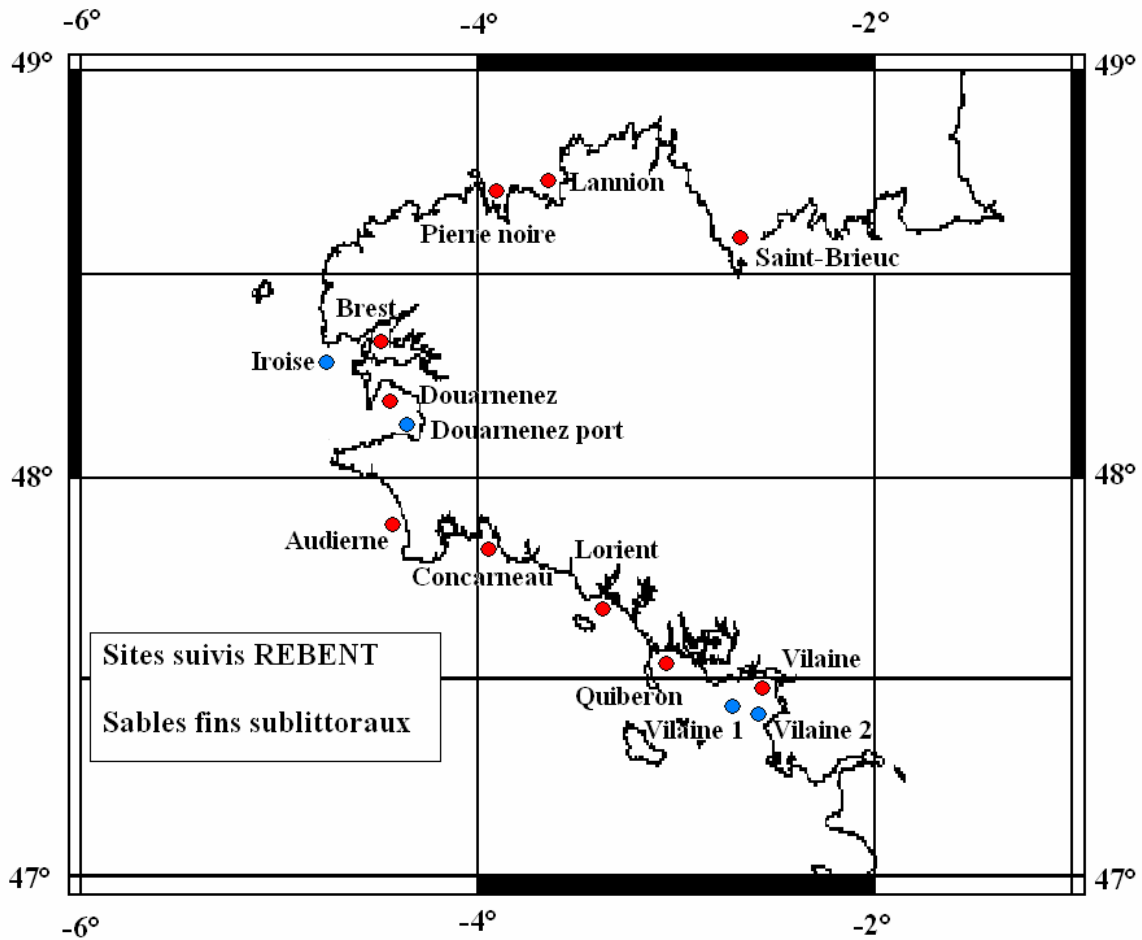 -6°
-4°
-2°
49°
49°
Lannion
Pierre noire
Saint-Brieuc
Brest
Iroise
Douarnenez
Douarnenez port
48°
48°
Audierne
Lorient
Concarneau
Sites suivis REBENT
Vilaine
Quiberon
Sables fins sublittoraux
Vilaine 1
Vilaine 2
47°
47°
-6°
-4°
-2°